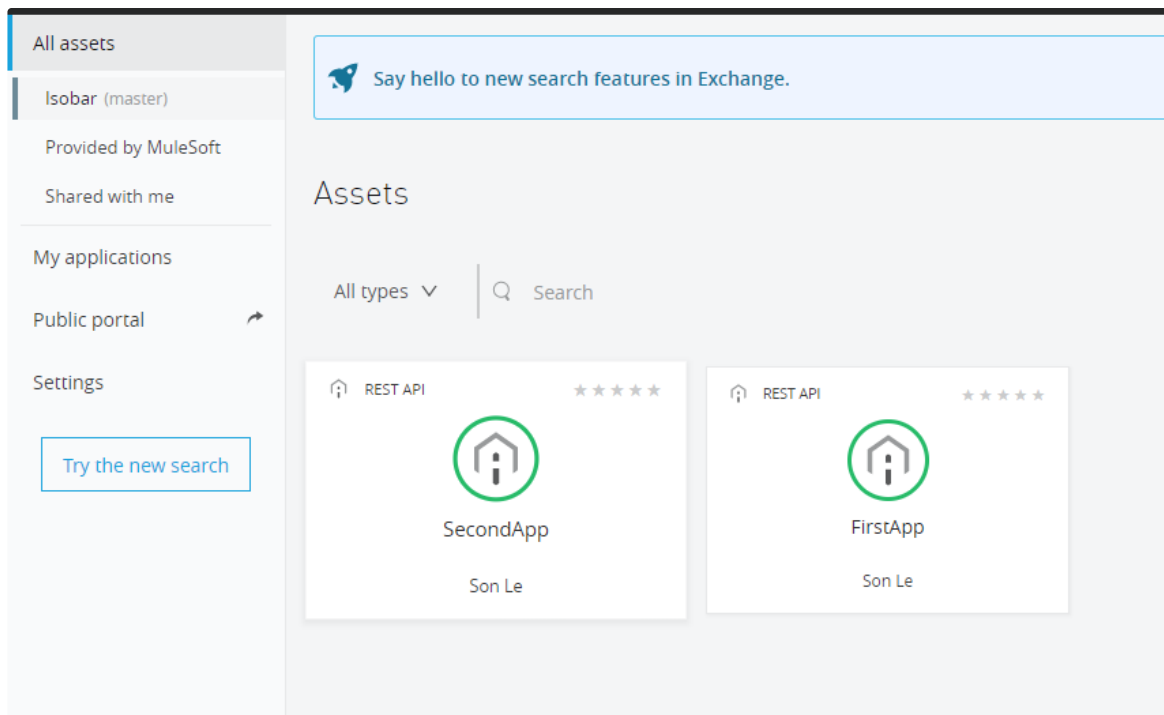 All assets
Isobar (master)
Provided by MuleSoft
Shared with me
My applications
Public portal
Settings
Try the new search
Say hello to new search features in Exchange.
Assets
All types
Search
REST API
SecondApp
Son Le
REST API
FirstApp
Son Le